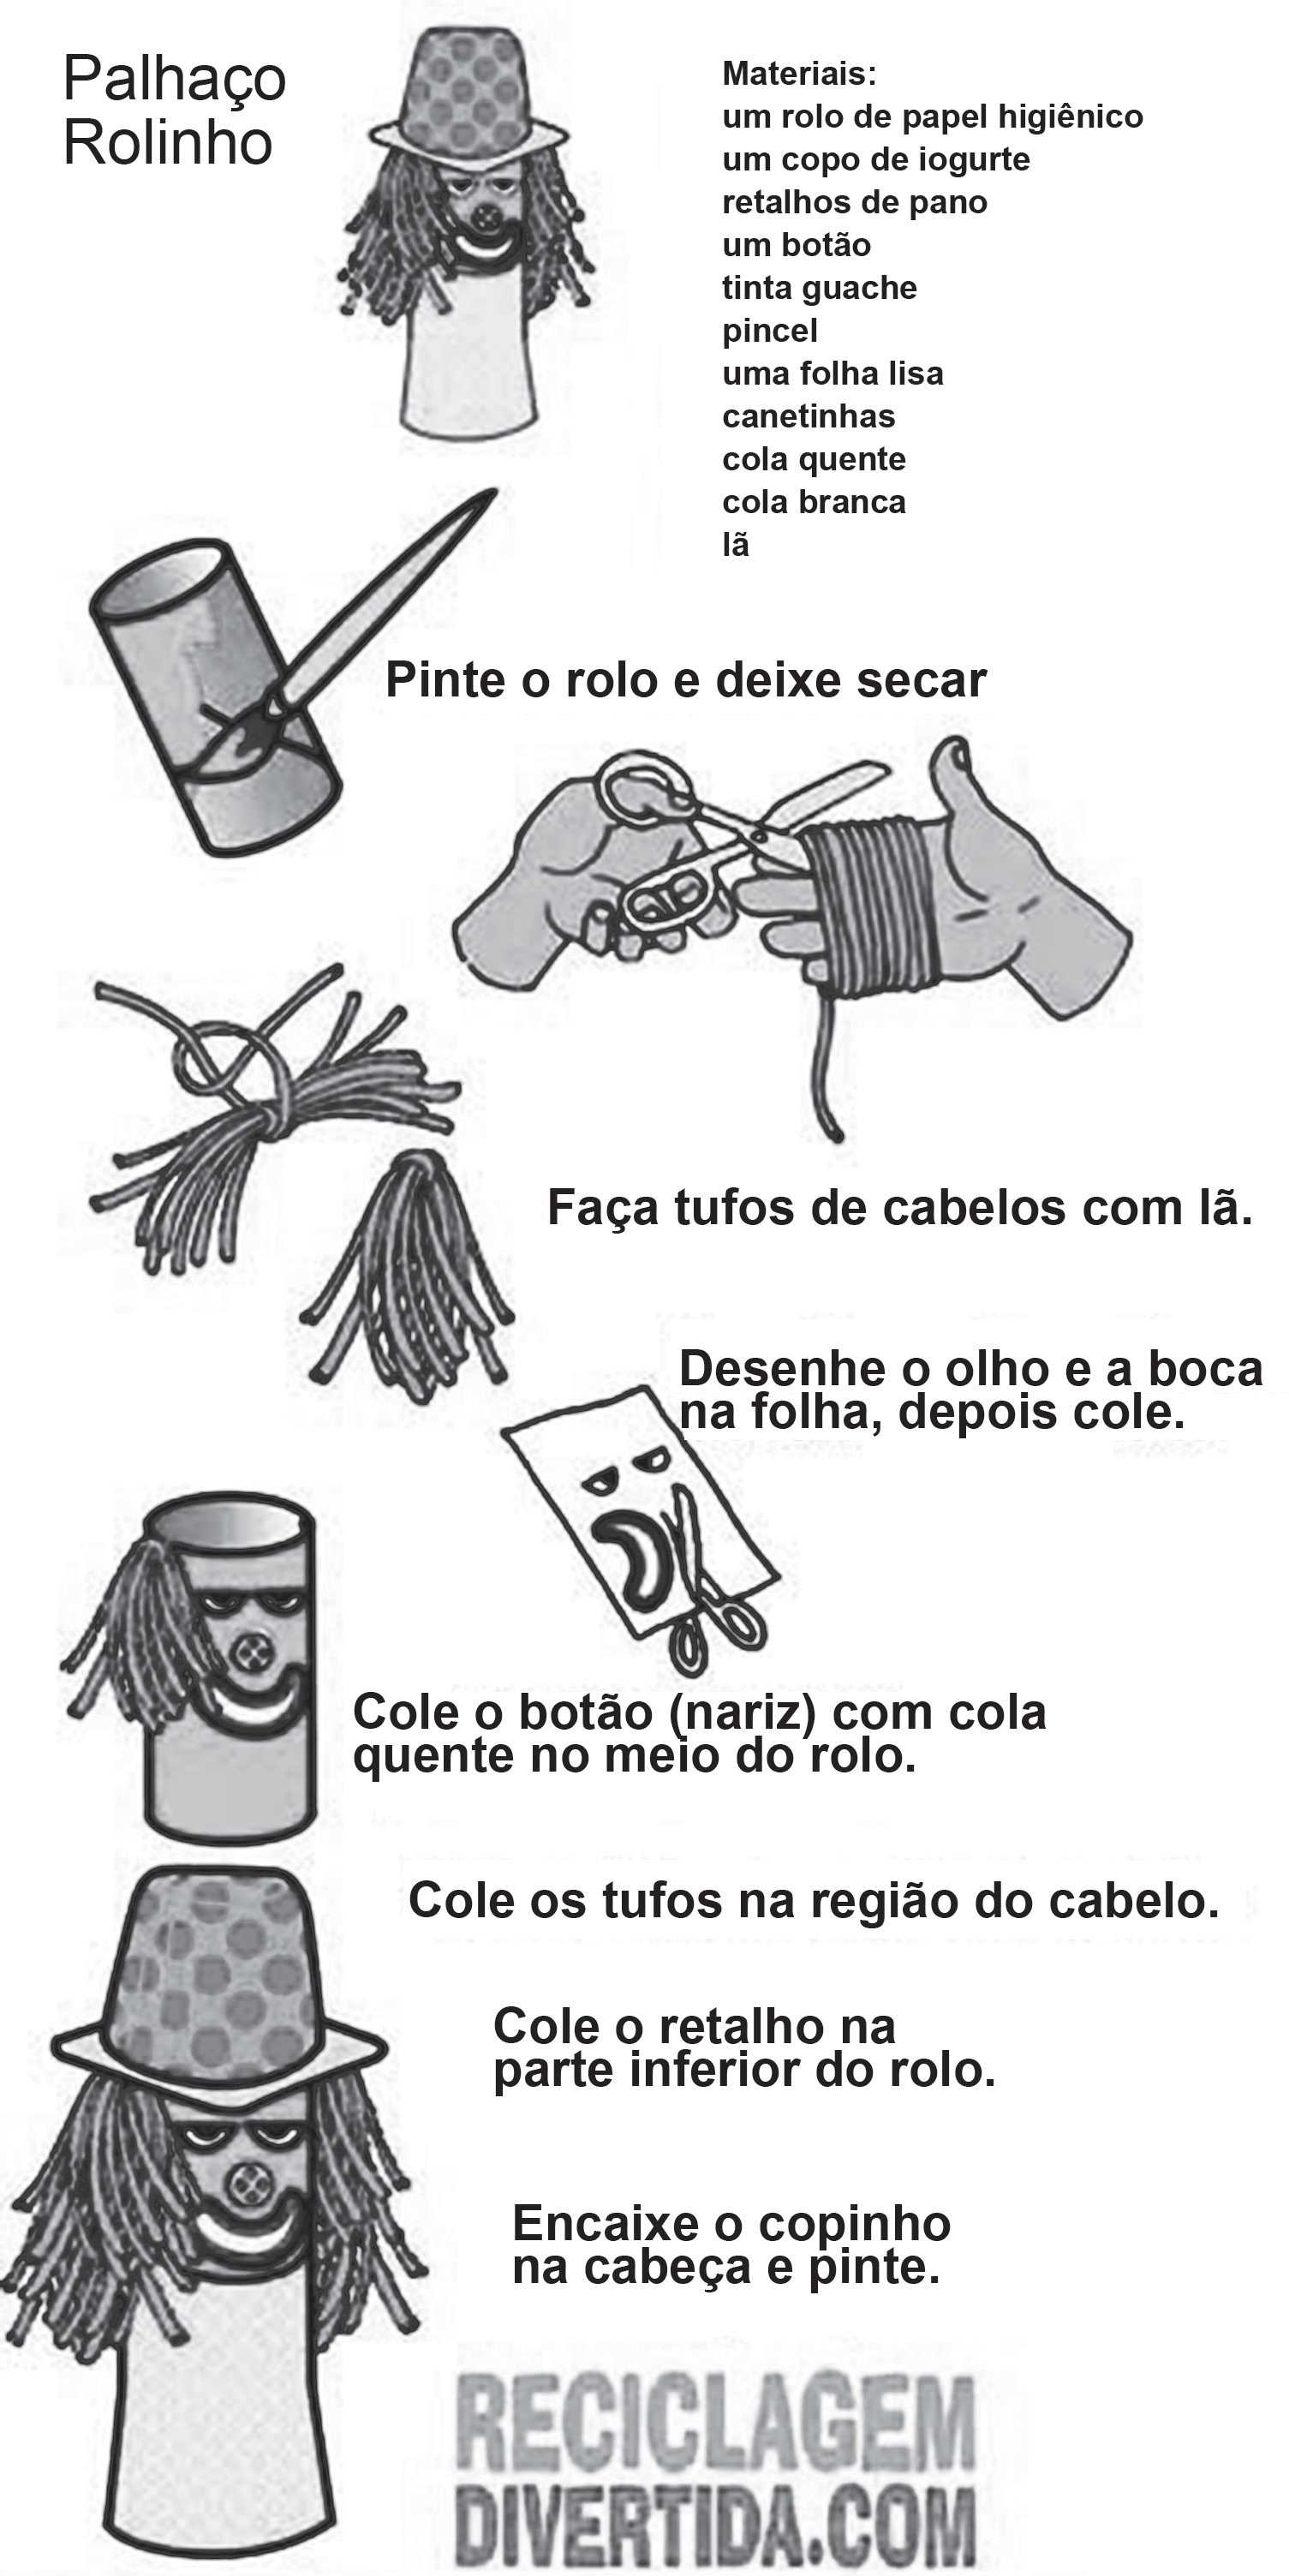 Palhaço
Rolinho
Materiais:
um rolo de papel higiênico
um copo de iogurte
retalhos de pano
um botão
tinta guache
pincel
uma folha lisa
canetinhas
cola quente
cola branca
lã
Pinte o rolo e deixe secar
Faça tufos de cabelos com lã.
Desenhe o olho e a boca
na folha, depois cole.
Cole o botão (nariz) com cola
quente no meio do rolo.
Cole os tufos na região do cabelo.
Cole o retalho na
parte inferior do rolo.
Encaixe o copinho
na cabeça e pinte.
RECICLAGEM
DIVERTIDA.COM